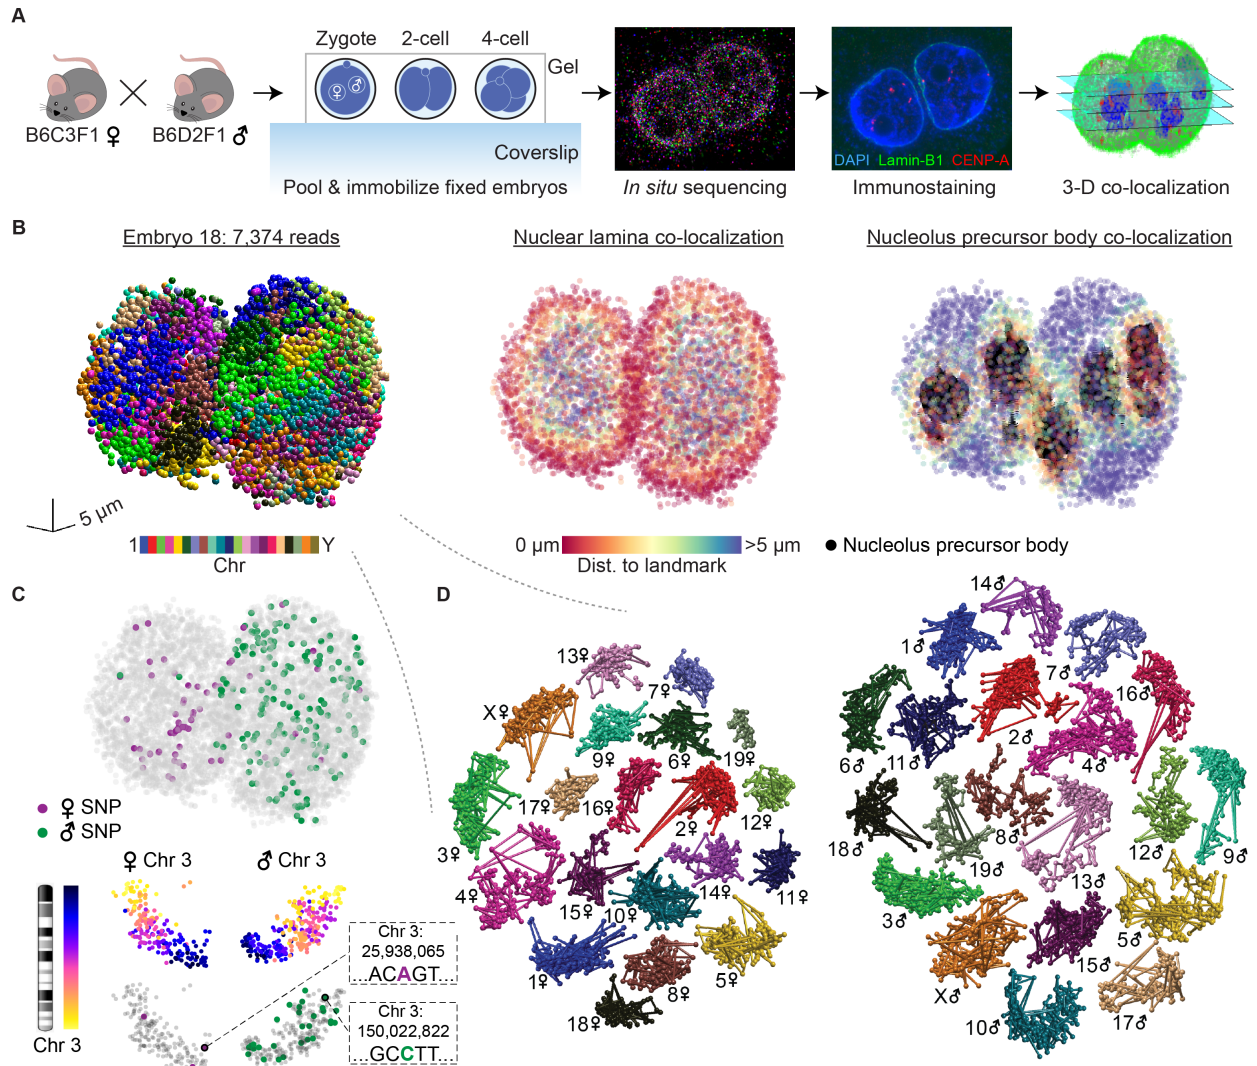 A
Zygote 2-cell 4-cell
Gel
B6C3F1 ♀ B6D2F1 ♂
Coverslip
Pool & immobilize fixed embryos
In situ sequencing
DAPI Lamin-B1 CENP-A
Immunostaining
3-D co-localization
B
Embryo 18: 7,374 reads
Nuclear lamina co-localization
Nucleolus precursor body co-localization
5 µm
1 Y
Chr
0 µm >5 µm
Dist. to landmark
Nucleolus precursor body
C
♀ SNP
♂ SNP
♀ Chr 3 ♂ Chr 3
Chr 3:
25,938,065
...ACAGT...
Chr 3:
150,022,822
...GCCTT...
Chr 3
D
13♀
7♀
X♀
9♀
6♀
19♀
17♀
16♀
2♀
12♀
3♀
4♀
15♀
10♀
14♀
11♀
1♀
8♀
5♀
18♀
14♂
1♂
7♂
16♂
2♂
6♂
11♂
4♂
18♂
19♂
8♂
13♂
12♂
9♂
3♂
5♂
15♂
X♂
17♂
10♂